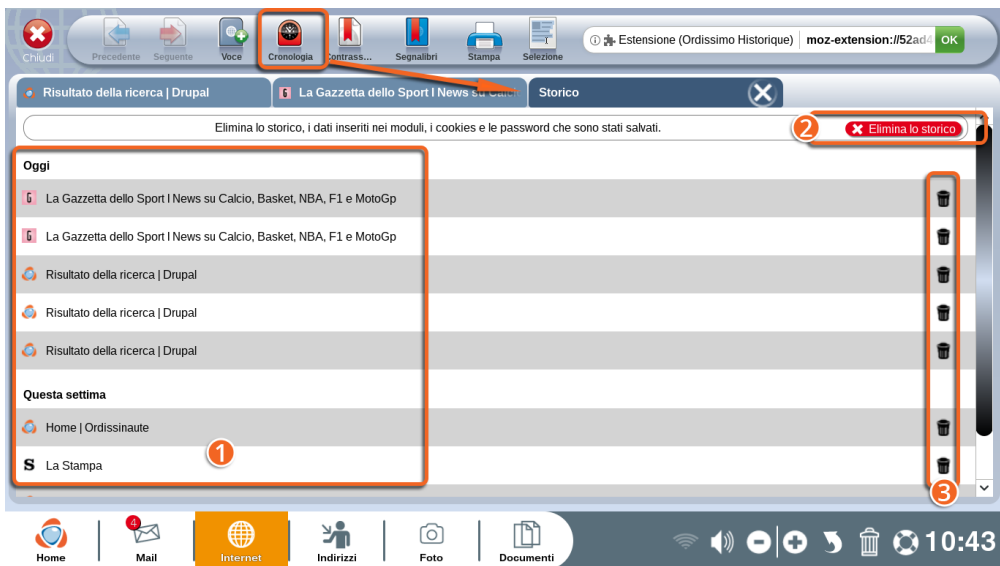 Chiudi
Precedente
Seguente
Voce
Cronologia
Contrass...
Segnalibri
Stampa
Selezione
Estensione (Ordissimo Historique)
moz-extension://52ad4
OK
Risultato della ricerca | Drupal
La Gazzetta dello Sport I News su Calci
Storico
Elimina lo storico, i dati inseriti nei moduli, i cookies e le password che sono stati salvati.
2
Elimina lo storico
Oggi
La Gazzetta dello Sport I News su Calcio, Basket, NBA, F1 e MotoGp
La Gazzetta dello Sport I News su Calcio, Basket, NBA, F1 e MotoGp
Risultato della ricerca | Drupal
Risultato della ricerca | Drupal
Risultato della ricerca | Drupal
Questa settima
Home | Ordissinaute
S La Stampa
1
3
4
Home
Mail
Internet
Indirizzi
Foto
Documenti
10:43